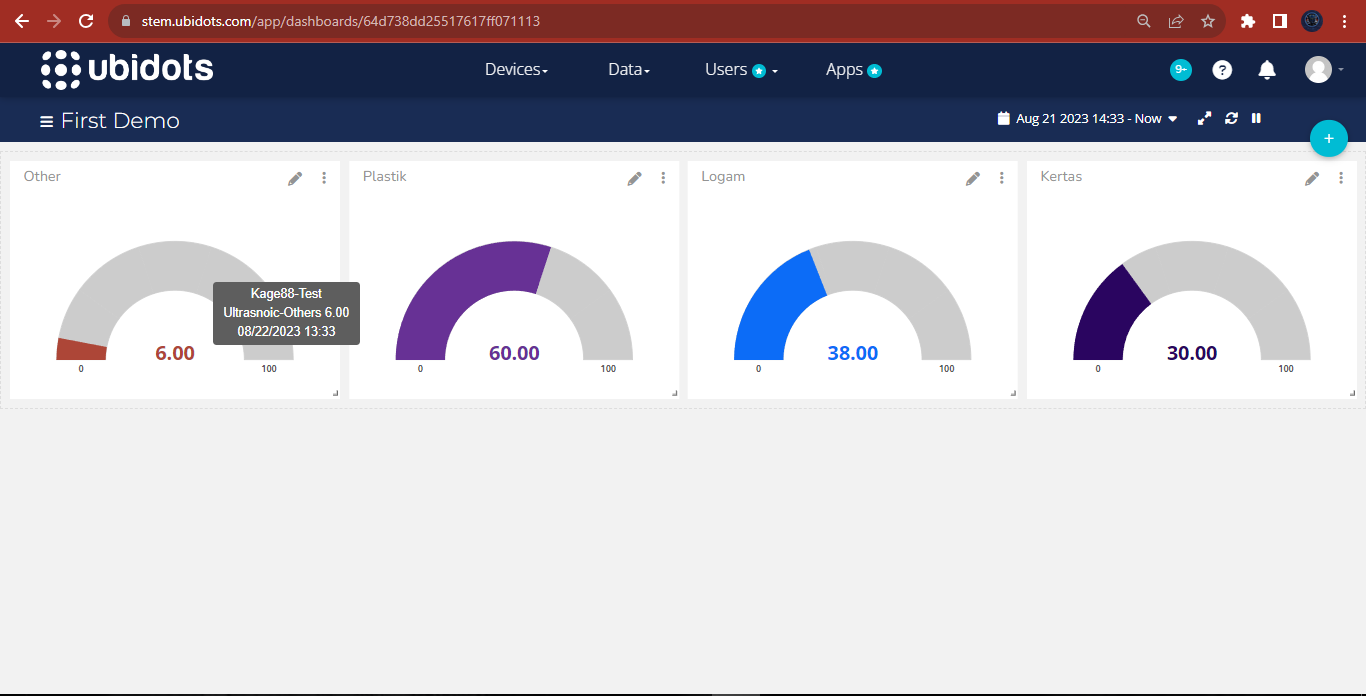 stem.ubidots.com/app/dashboards/64d738dd25517617ff071113
ubidots
Devices
Data
Users
Apps
9+
?
First Demo
Aug 21 2023 14:33 - Now
+
Other
6.00
0
100
Kage88-Test
Ultrasnoic-Others 6.00
08/22/2023 13:33
Plastik
60.00
0
100
Logam
38.00
0
100
Kertas
30.00
0
100